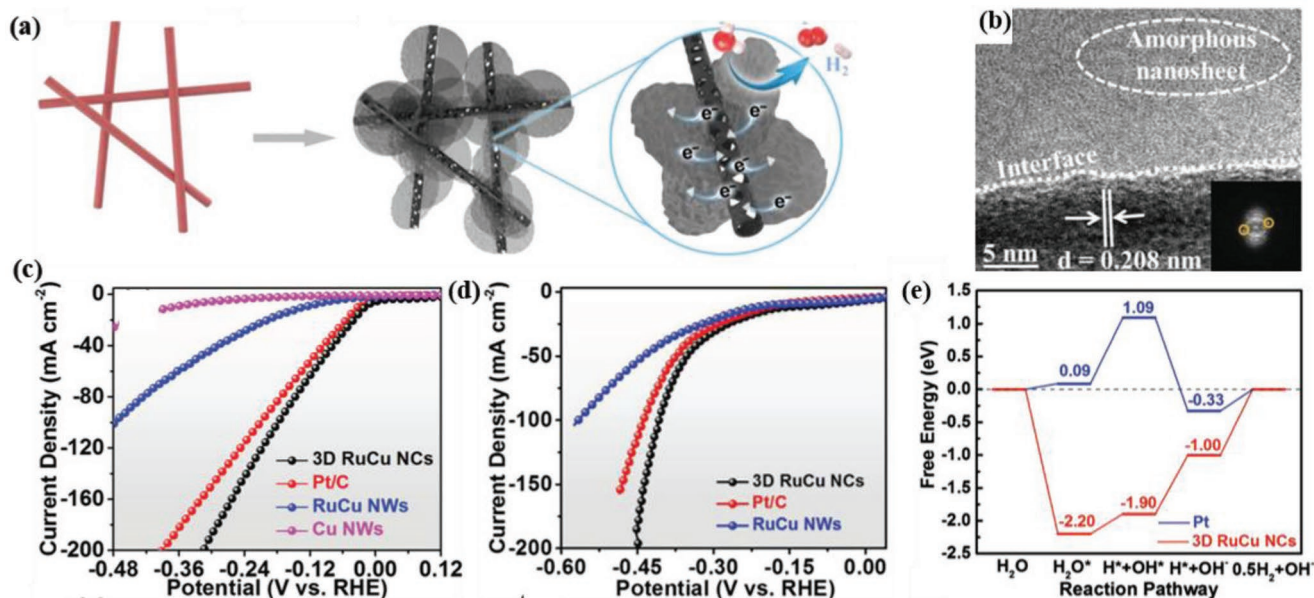 (a)
H₂
e⁻
e⁻
e⁻
e⁻
e⁻
e⁻
(b)
Amorphous
nanosheet
Interface
5 nm
d = 0.208 nm
(c)
Current Density (mA cm⁻²)
0
-40
-80
-120
-160
-200
3D RuCu NCs
Pt/C
RuCu NWs
Cu NWs
-0.48 -0.36 -0.24 -0.12 0.00 0.12
Potential (V vs. RHE)
(d)
Current Density (mA cm⁻²)
0
-50
-100
-150
-200
3D RuCu NCs
Pt/C
RuCu NWs
-0.60 -0.45 -0.30 -0.15 0.00
Potential (V vs. RHE)
(e)
Free Energy (eV)
1.5
1.0
0.5
0.0
-0.5
-1.0
-1.5
-2.0
-2.5
1.09
0.09
-0.33
-1.00
-1.90
-2.20
Pt
3D RuCu NCs
H₂O H₂O* H*+OH* H*+OH⁻ 0.5H₂+OH⁻
Reaction Pathway